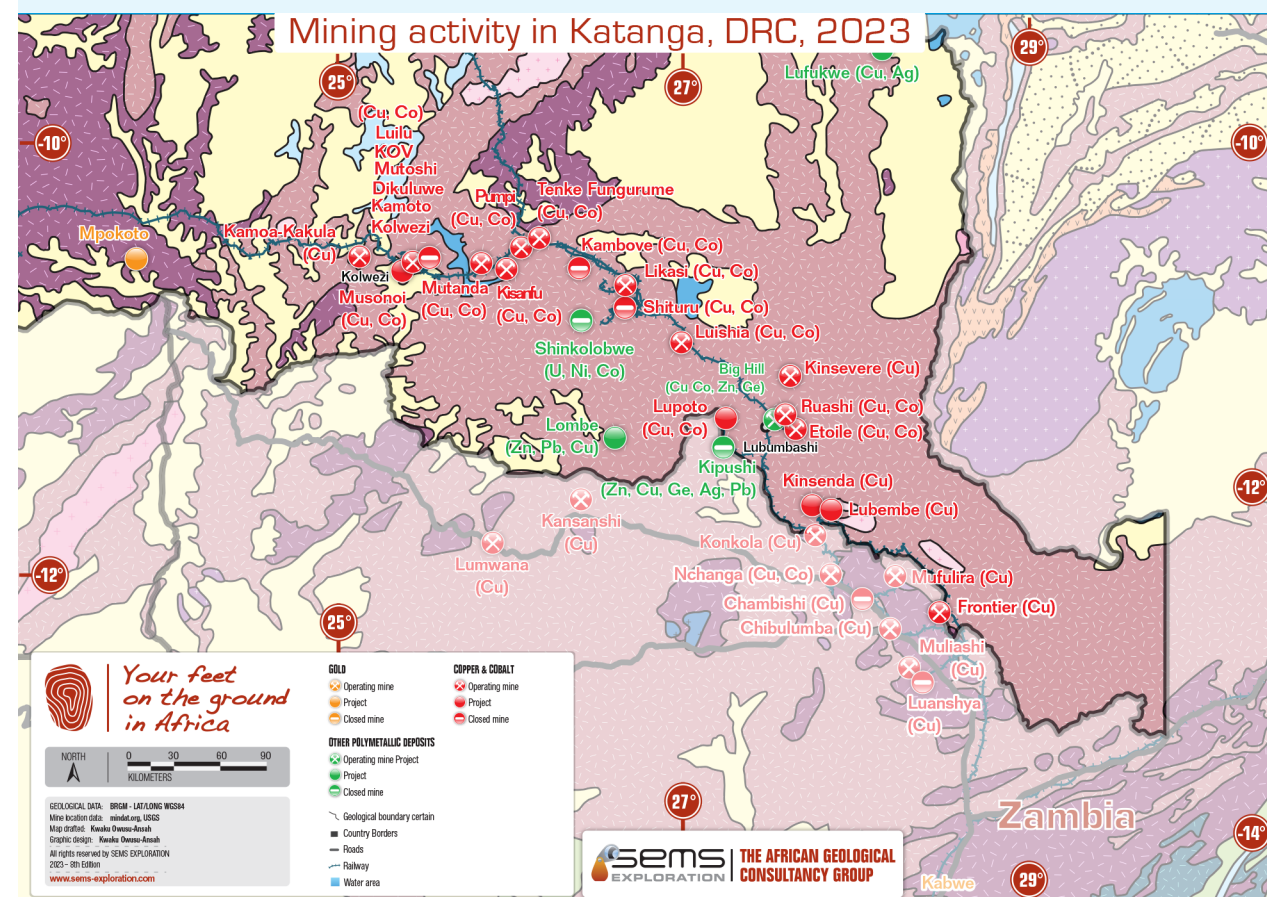 Mining activity in Katanga, DRC, 2023
25°
27°
29°
Lufukwe (Cu, Ag)
-10°
-10°
(Cu, Co)
Luilu
KOV
Mutoshi
Dikuluwe
Kamoto
Kolwezi
Pumpi
(Cu, Co)
Tenke Fungurume
(Cu, Co)
Mpokoto
Kamoa-Kakula
(Cu)
Kambove (Cu, Co)
Kolwezi
Likasi (Cu, Co)
Musonoi
(Cu, Co)
Mutanda
(Cu, Co)
Kisanfu
(Cu, Co)
Shituru (Cu, Co)
Luishia (Cu, Co)
Shinkolobwe
(U, Ni, Co)
Big Hill
(Cu Co, Zn, Ge)
Kinsevere (Cu)
Lupoto
(Cu, Co)
Ruashi (Cu, Co)
Etoile (Cu, Co)
Lombe
(Zn, Pb, Cu)
Lubumbashi
Kipushi
(Zn, Cu, Ge, Ag, Pb)
Kinsenda (Cu)
-12°
Lubembe (Cu)
Kansanshi
(Cu)
Konkola (Cu)
Lumwana
(Cu)
-12°
Nchanga (Cu, Co)
Mufulira (Cu)
Chambishi (Cu)
Frontier (Cu)
25°
Chibulumba (Cu)
Muliashi
(Cu)
Luanshya
(Cu)
Your feet
on the ground
in Africa
GOLD
Operating mine
Project
Closed mine
COPPER & COBALT
Operating mine
Project
Closed mine
OTHER POLYMETALLIC DEPOSITS
Operating mine Project
Project
Closed mine
NORTH
0 30 60 90
KILOMETERS
GEOLOGICAL DATA: BRGM - LAT/LONG WGS84
Mine location data: mindat.org, USGS
Map drafted: Kwaku Owusu-Ansah
Graphic design: Kwaku Owusu-Ansah
All rights reserved by SEMS EXPLORATION
2023 - 8th Edition
www.sems-exploration.com
Geological boundary certain
Country Borders
Roads
Railway
Water area
27°
Zambia
-14°
sems
EXPLORATION
THE AFRICAN GEOLOGICAL
CONSULTANCY GROUP
Kabwe
29°